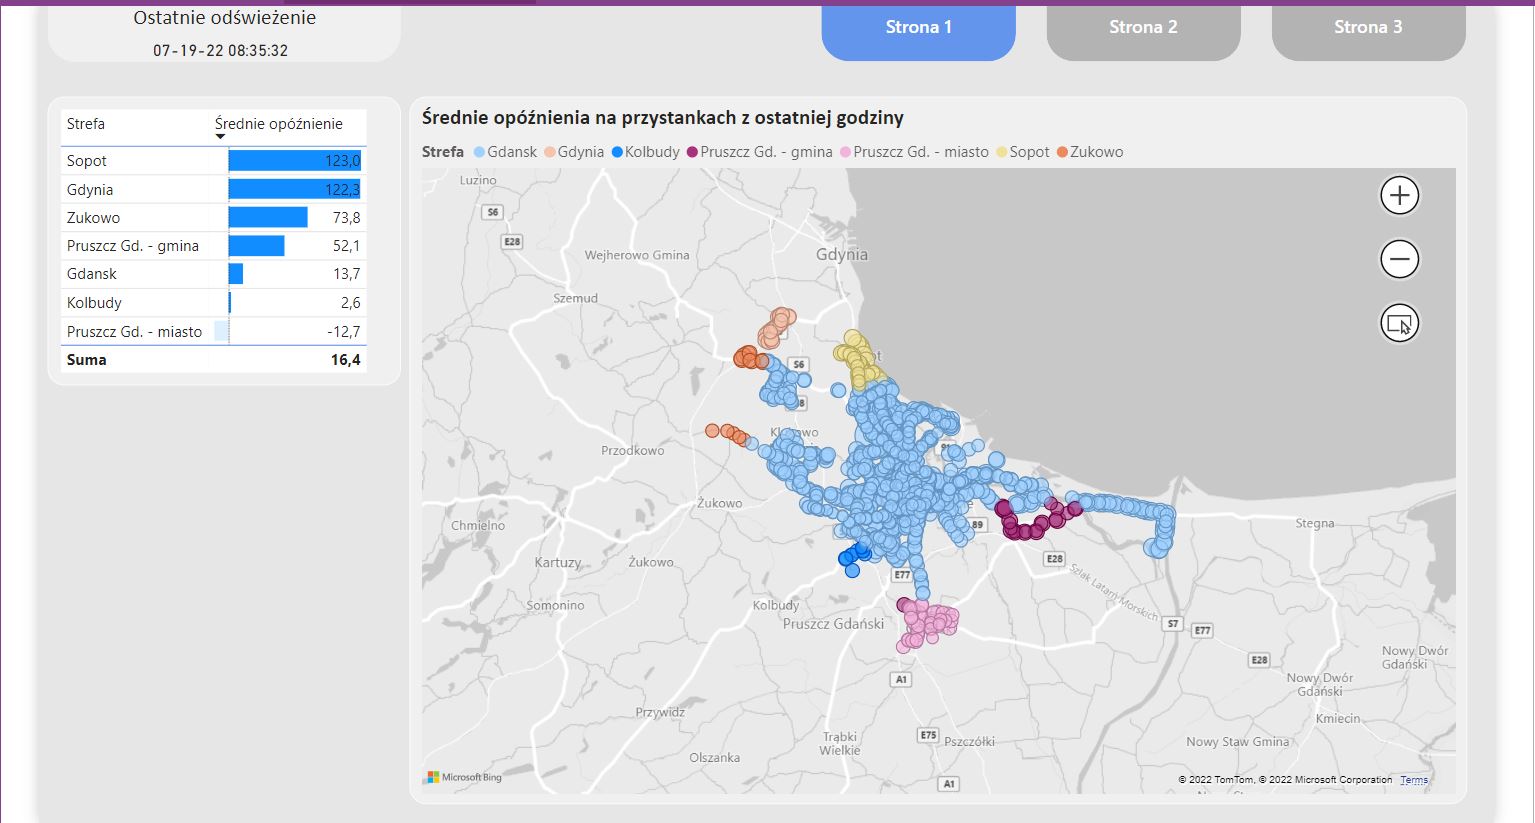 Ostatnie odświeżenie
07-19-22 08:35:32
Strona 1
Strona 2
Strona 3
Strefa Średnie opóźnienie
Sopot 123,0
Gdynia 122,3
Zukowo 73,8
Pruszcz Gd. - gmina 52,1
Gdansk 13,7
Kolbudy 2,6
Pruszcz Gd. - miasto -12,7
Suma 16,4
Średnie opóźnienia na przystankach z ostatniej godziny
Strefa Gdansk Gdynia Kolbudy Pruszcz Gd. - gmina Pruszcz Gd. - miasto Sopot Zukowo
Luzino
S6
E28
Wejherowo Gmina
Gdynia
Szemud
S6
Przodkowo
Żukowo
89
Chmielno
Stegna
Kartuzy
Żukowo
E77
E28
Szlak Latarń Morskich
Somonino
Kolbudy
Pruszcz Gdański
S7
E77
E28
A1
Nowy Dwór
Gdański
Nowy Dwór
Gdański
Przywidz
Kmiecin
Trąbki
Wielkie
E75
Pszczółki
Nowy Staw Gmina
Olszanka
A1
Microsoft Bing
© 2022 TomTom, © 2022 Microsoft Corporation Terms